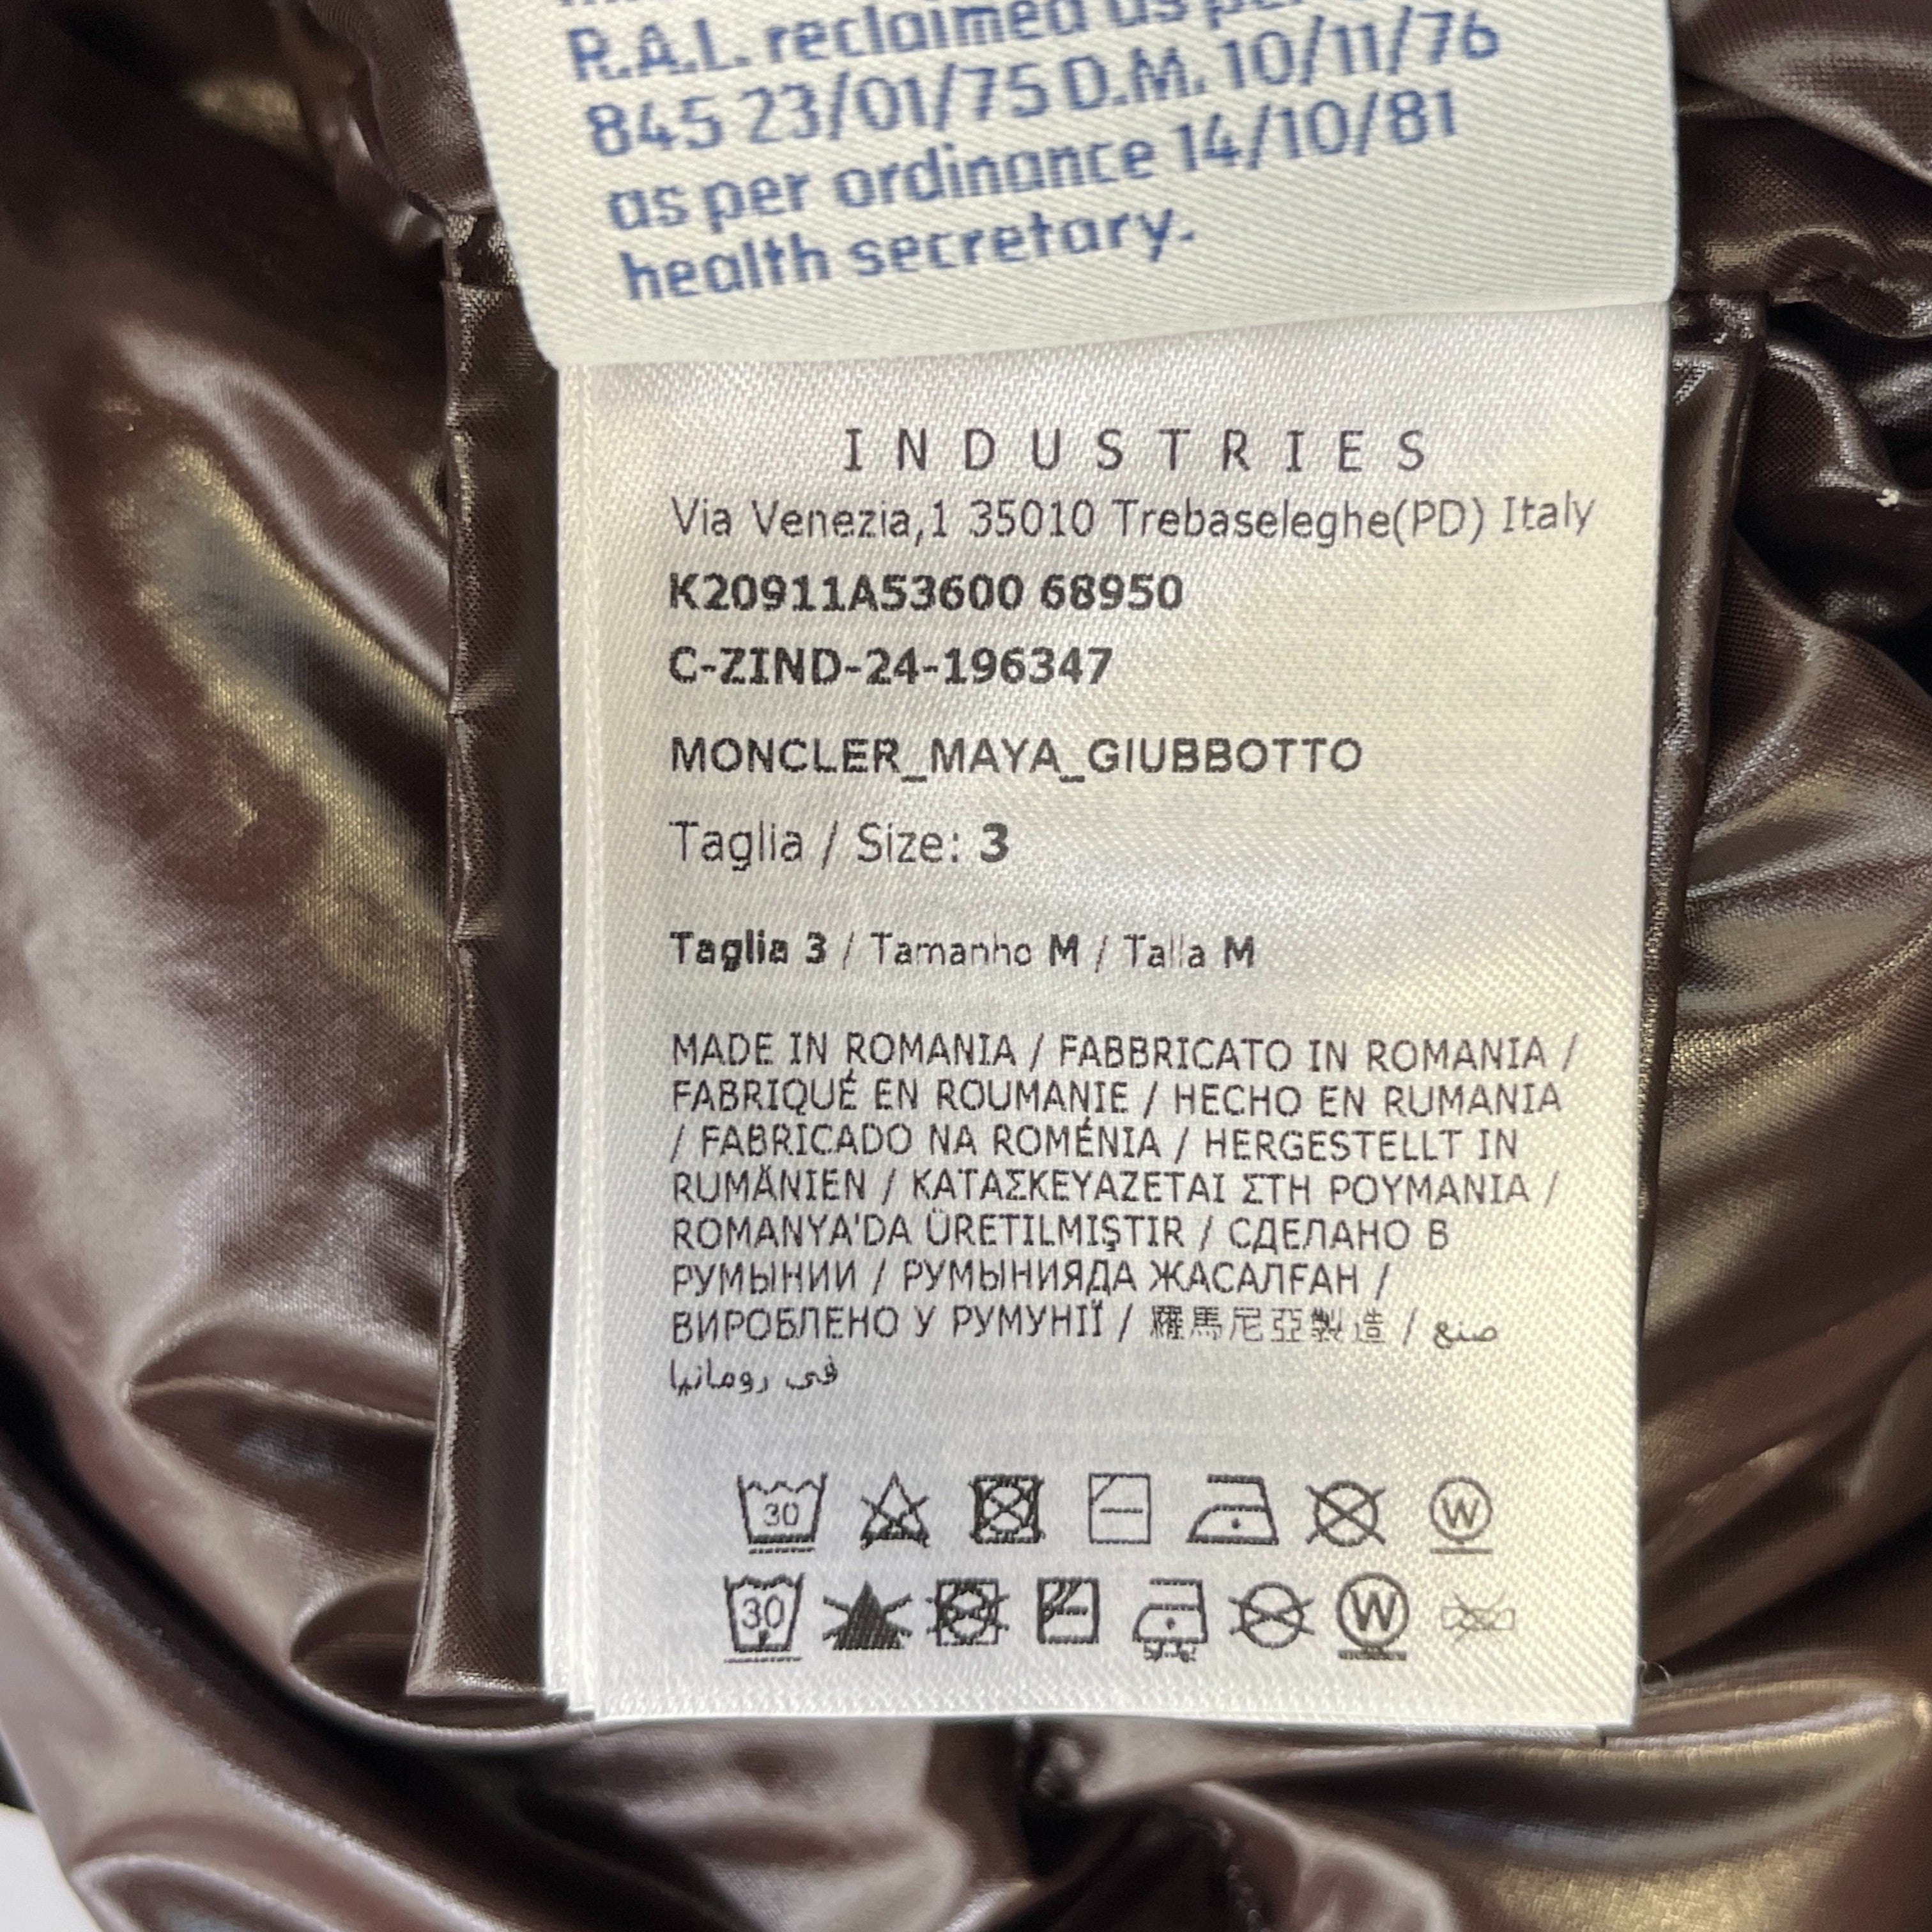 R.A.L. reclaimed as per
845 23/01/75 D.M. 10/11/76
as per ordinance 14/10/81
health secretary.
INDUSTRIES
Via Venezia,1 35010 Trebaseleghe(PD) Italy
K20911A53600 68950
C-ZIND-24-196347
MONCLER_MAYA_GIUBBOTTO
Taglia / Size: 3
Taglia 3 / Tamanho M / Talla M
MADE IN ROMANIA / FABBRICATO IN ROMANIA /
FABRIQUÉ EN ROUMANIE / HECHO EN RUMANIA
/ FABRICADO NA ROMÉNIA / HERGESTELLT IN
RUMÄNIEN / ΚΑΤΑΣΚΕΥΑΖΕΤΑΙ ΣΤΗ ΡΟΥΜΑΝΙΑ /
ROMANYA'DA ÜRETILMIŞTIR / СДЕЛАНО В
РУМЫНИИ / РУМЫНИЯДА ЖАСАЛҒАН /
ВИРОБЛЕНО У РУМУНІЇ / 羅馬尼亞製造 / صنع
في رومانيا
30 W
30 W